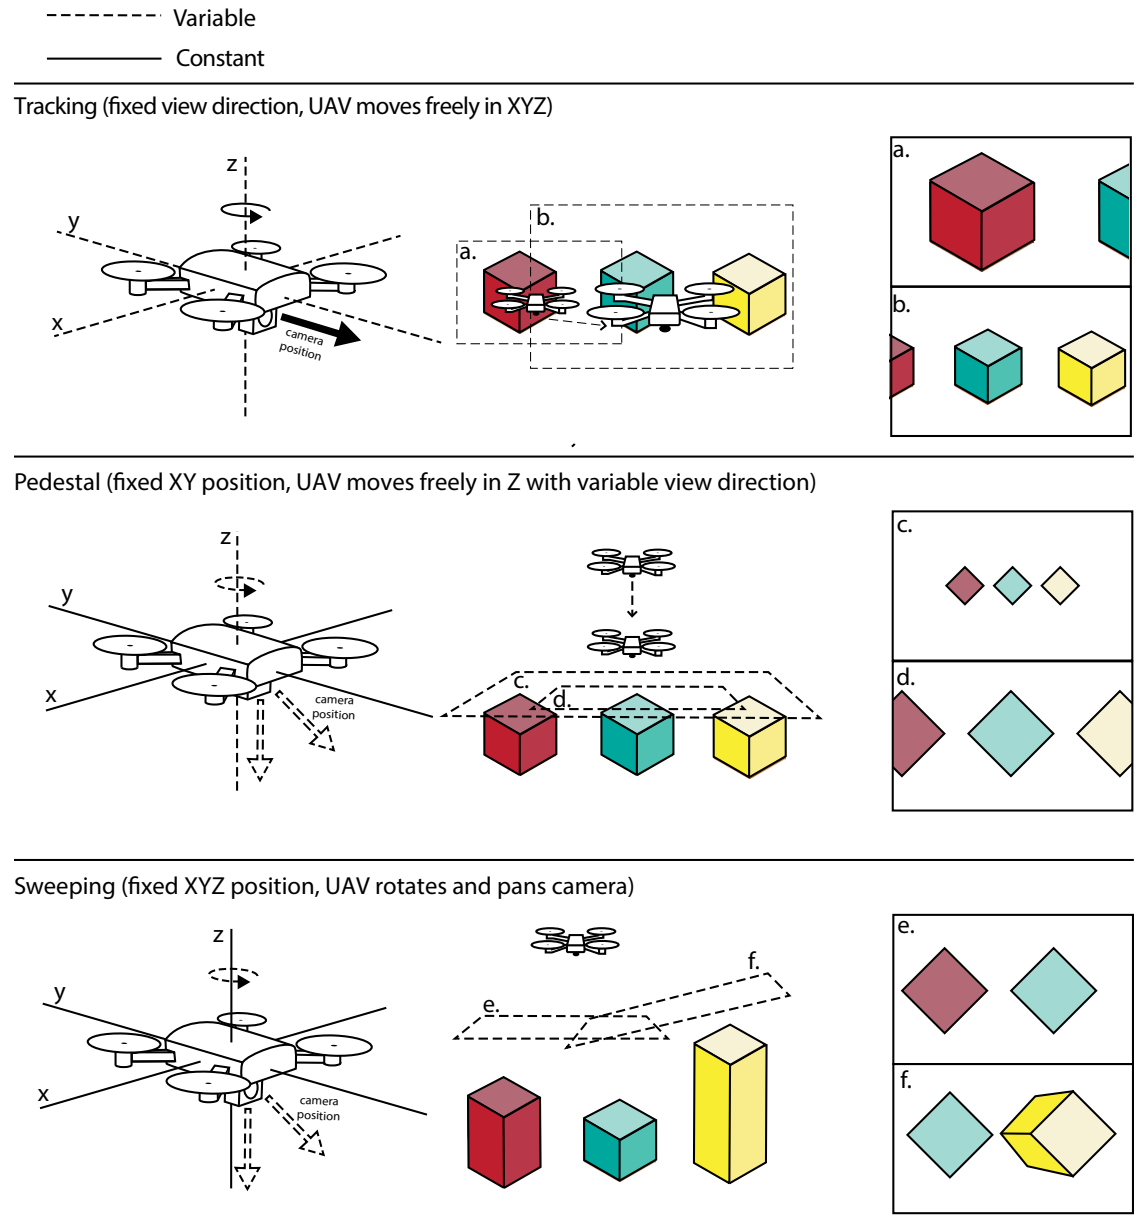 Variable
Constant
Tracking (fixed view direction, UAV moves freely in XYZ)
z
y
x
camera
position
a.
b.
a.
b.
Pedestal (fixed XY position, UAV moves freely in Z with variable view direction)
z
y
x
camera
position
c.
d.
c.
d.
Sweeping (fixed XYZ position, UAV rotates and pans camera)
z
y
x
camera
position
e.
f.
e.
f.